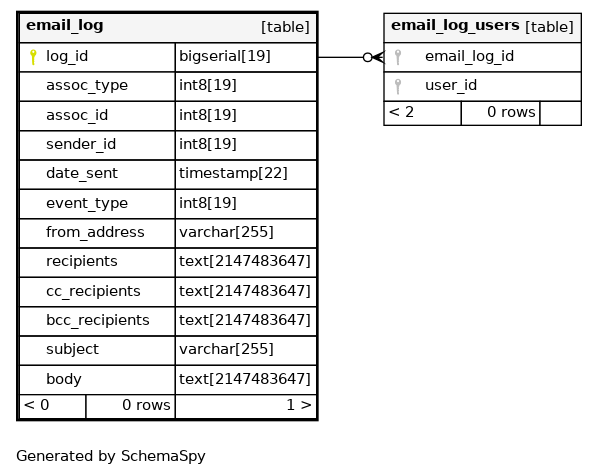 email_log [table]
log_id bigserial[19]
assoc_type int8[19]
assoc_id int8[19]
sender_id int8[19]
date_sent timestamp[22]
event_type int8[19]
from_address varchar[255]
recipients text[2147483647]
cc_recipients text[2147483647]
bcc_recipients text[2147483647]
subject varchar[255]
body text[2147483647]
< 0 0 rows 1 >
email_log_users [table]
email_log_id
user_id
< 2 0 rows
Generated by SchemaSpy